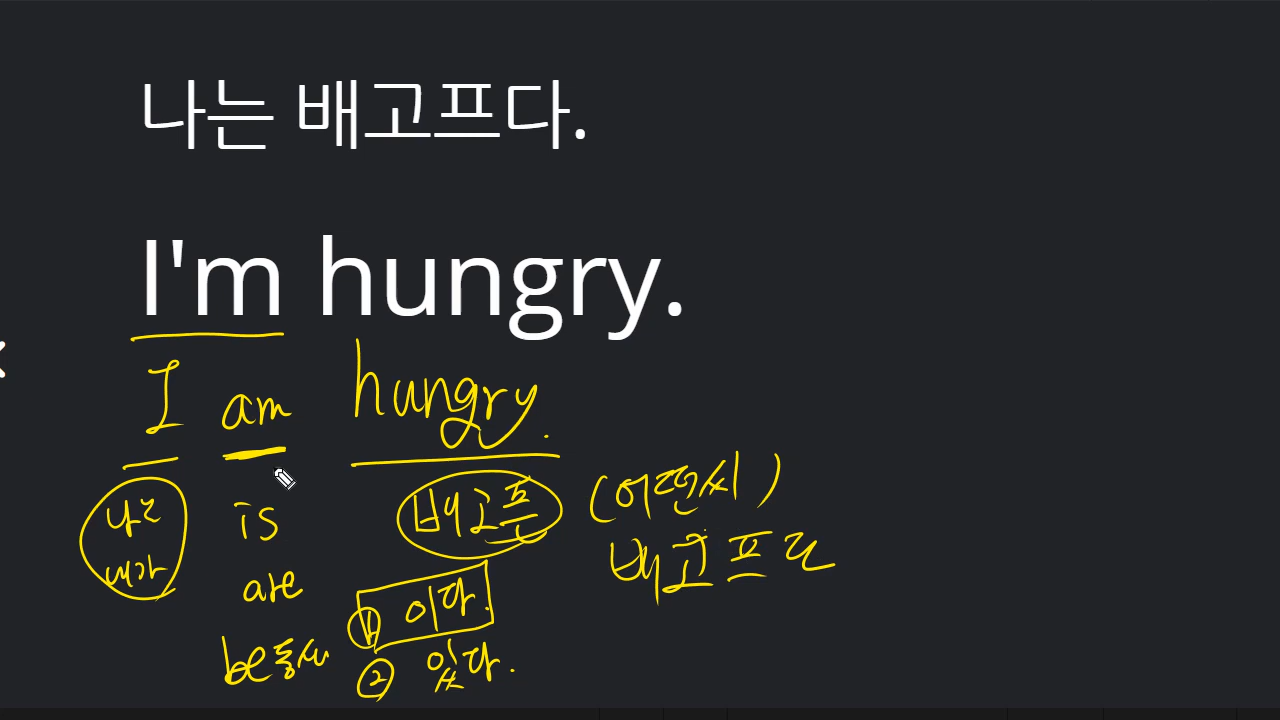 나는 배고프다.
I'm hungry.
I am hungry.
나는 is 배고픈 (어떤씨)
내가 are 배고프
be동사 ① 이다.
② 있다.